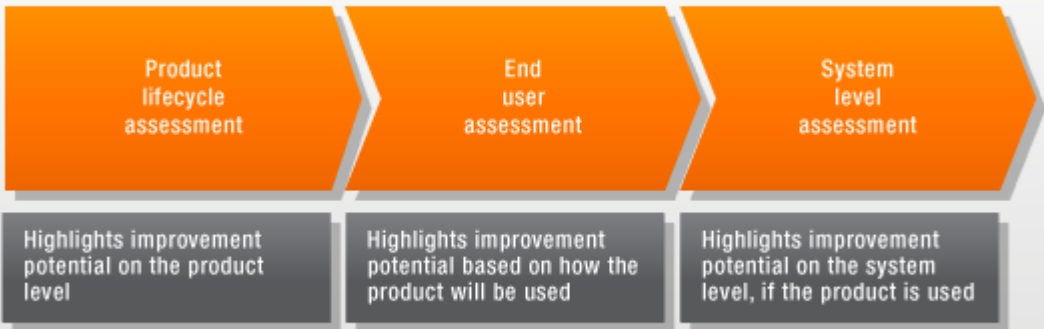 Product
lifecycle
assessment
End
user
assessment
System
level
assessment
Highlights improvement
potential on the product
level
Highlights improvement
potential based on how the
product will be used
Highlights improvement
potential on the system
level, if the product is used